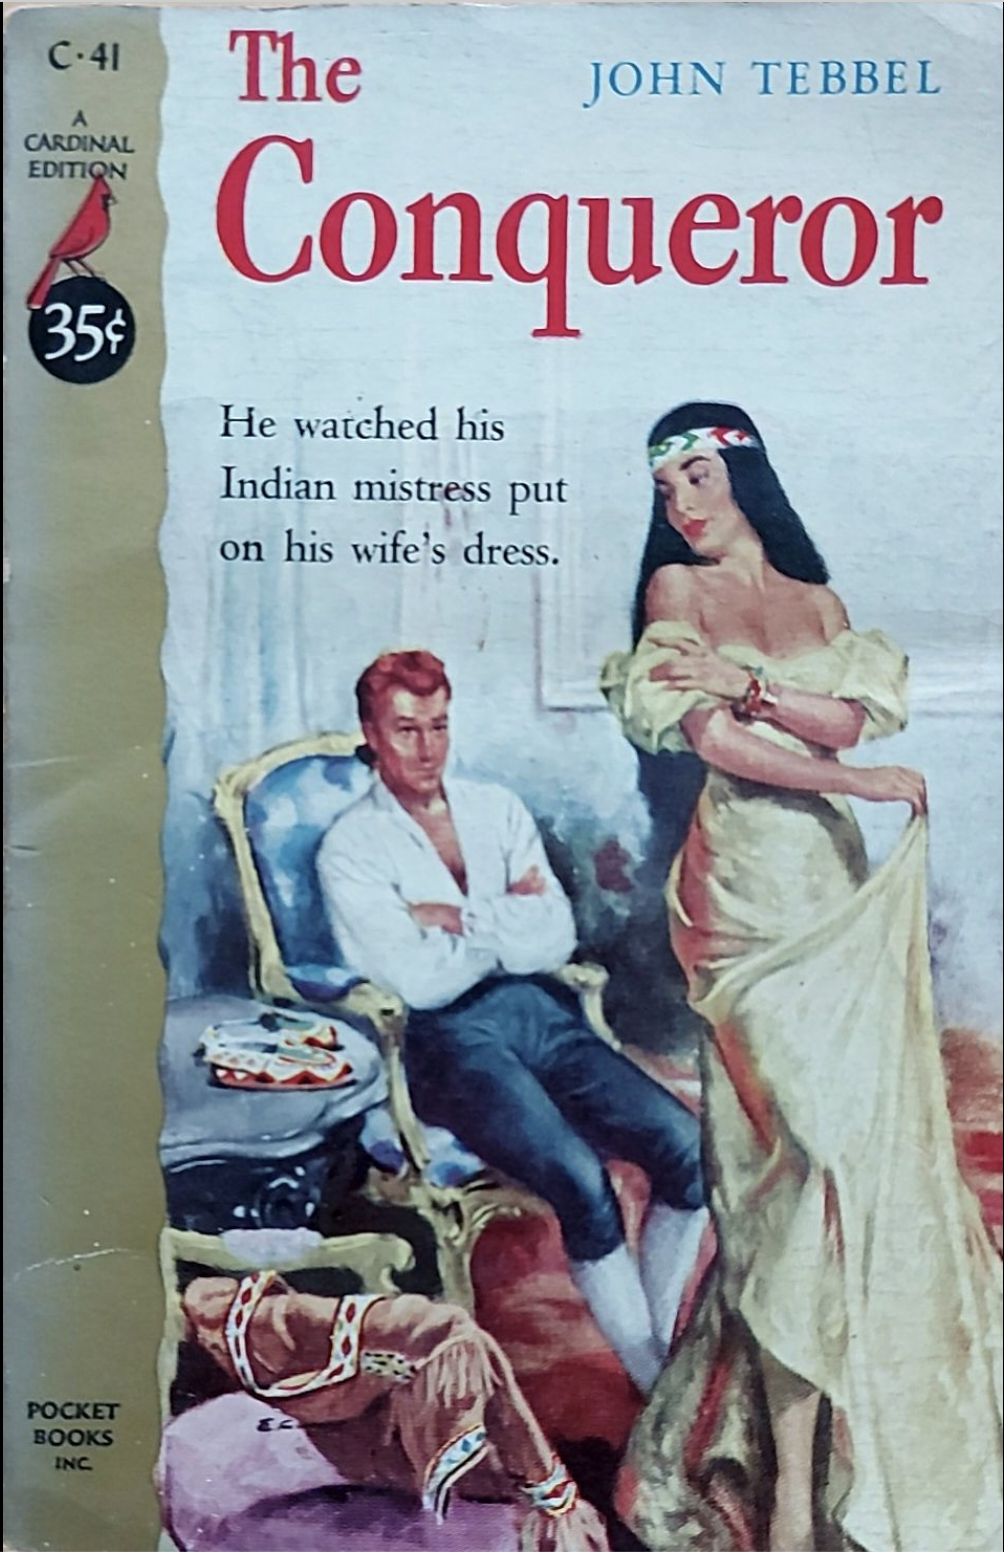 C·41
A
CARDINAL
EDITION
35¢
The
JOHN TEBBEL
Conqueror
He watched his
Indian mistress put
on his wife's dress.
POCKET
BOOKS
INC.